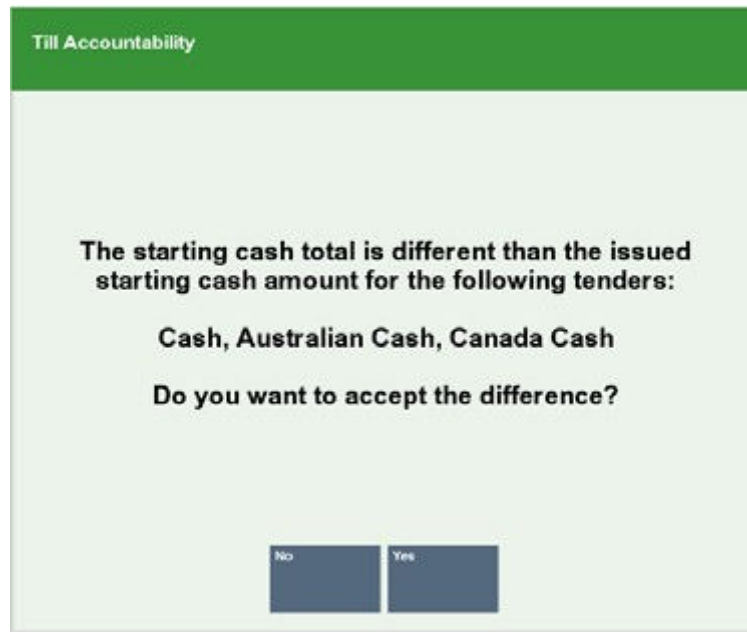 Till Accountability
The starting cash total is different than the issued
starting cash amount for the following tenders:
Cash, Australian Cash, Canada Cash
Do you want to accept the difference?
No
Yes